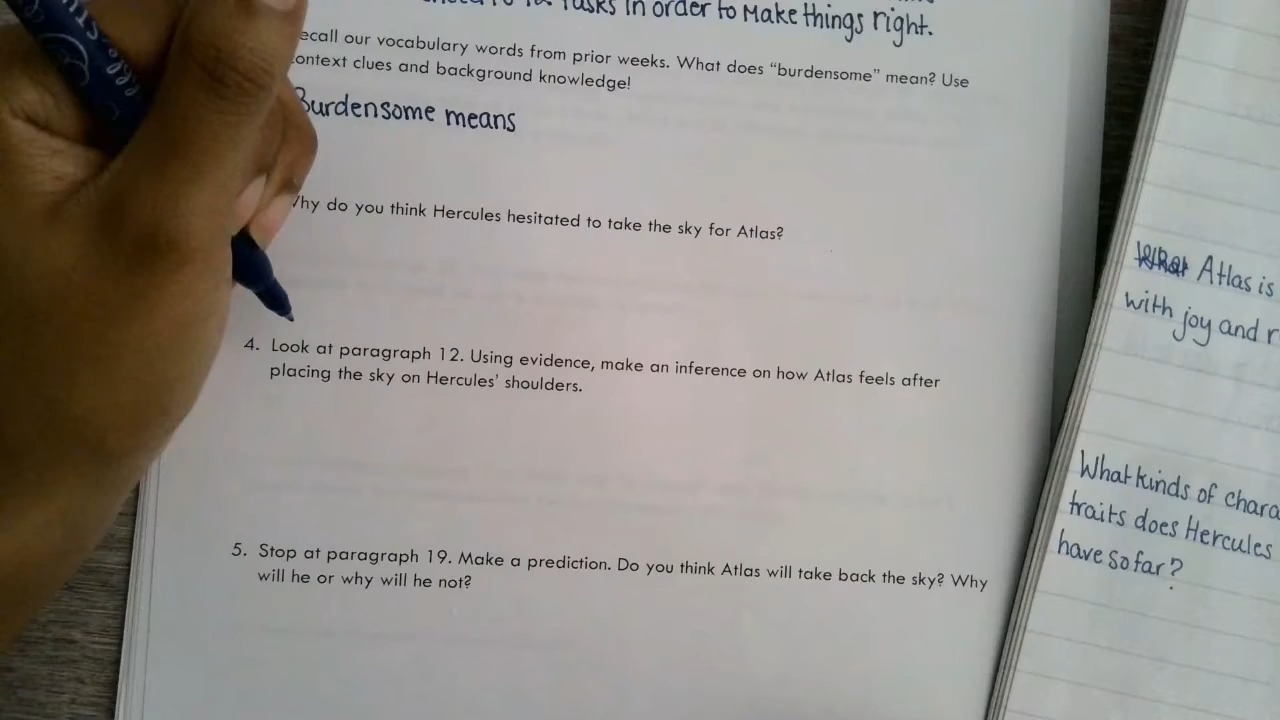 Tasks in order to make things right.
ecall our vocabulary words from prior weeks. What does “burdensome” mean? Use
ontext clues and background knowledge!
Burdensome means
Why do you think Hercules hesitated to take the sky for Atlas?
4. Look at paragraph 12. Using evidence, make an inference on how Atlas feels after
placing the sky on Hercules’ shoulders.
5. Stop at paragraph 19. Make a prediction. Do you think Atlas will take back the sky? Why
will he or why will he not?
Atlas is
with joy and r
What kinds of chara
traits does Hercules
have so far?